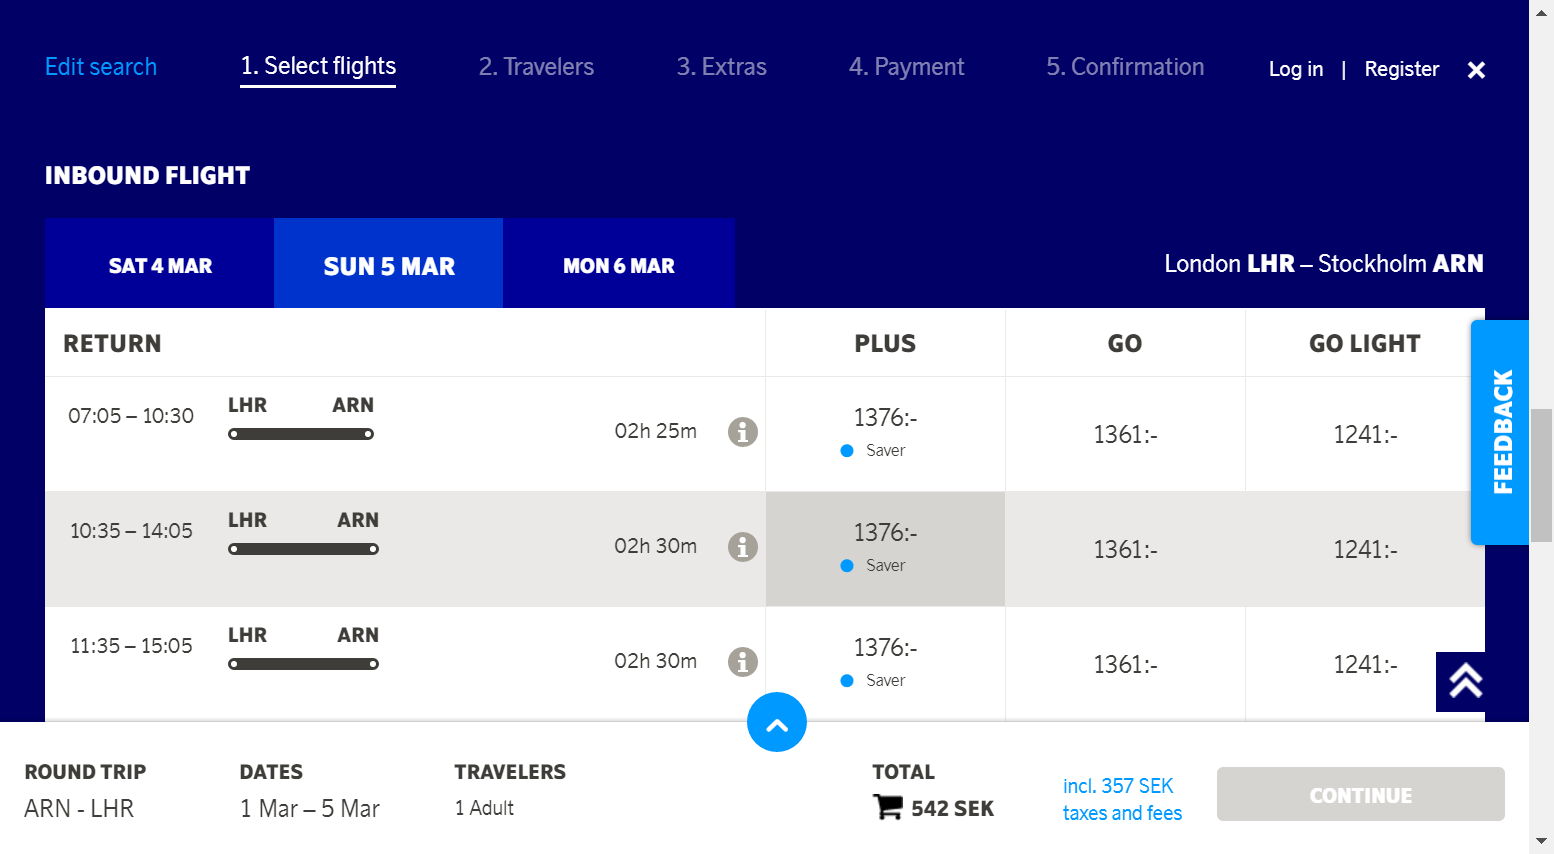 Edit search
1. Select flights
2. Travelers
3. Extras
4. Payment
5. Confirmation
Log in | Register
INBOUND FLIGHT
SAT 4 MAR
SUN 5 MAR
MON 6 MAR
London LHR – Stockholm ARN
RETURN
PLUS
GO
GO LIGHT
07:05 – 10:30
LHR
ARN
02h 25m
1376:-
Saver
1361:-
1241:-
10:35 – 14:05
LHR
ARN
02h 30m
1376:-
Saver
1361:-
1241:-
11:35 – 15:05
LHR
ARN
02h 30m
1376:-
Saver
1361:-
1241:-
FEEDBACK
ROUND TRIP
ARN - LHR
DATES
1 Mar – 5 Mar
TRAVELERS
1 Adult
TOTAL
542 SEK
incl. 357 SEK
taxes and fees
CONTINUE